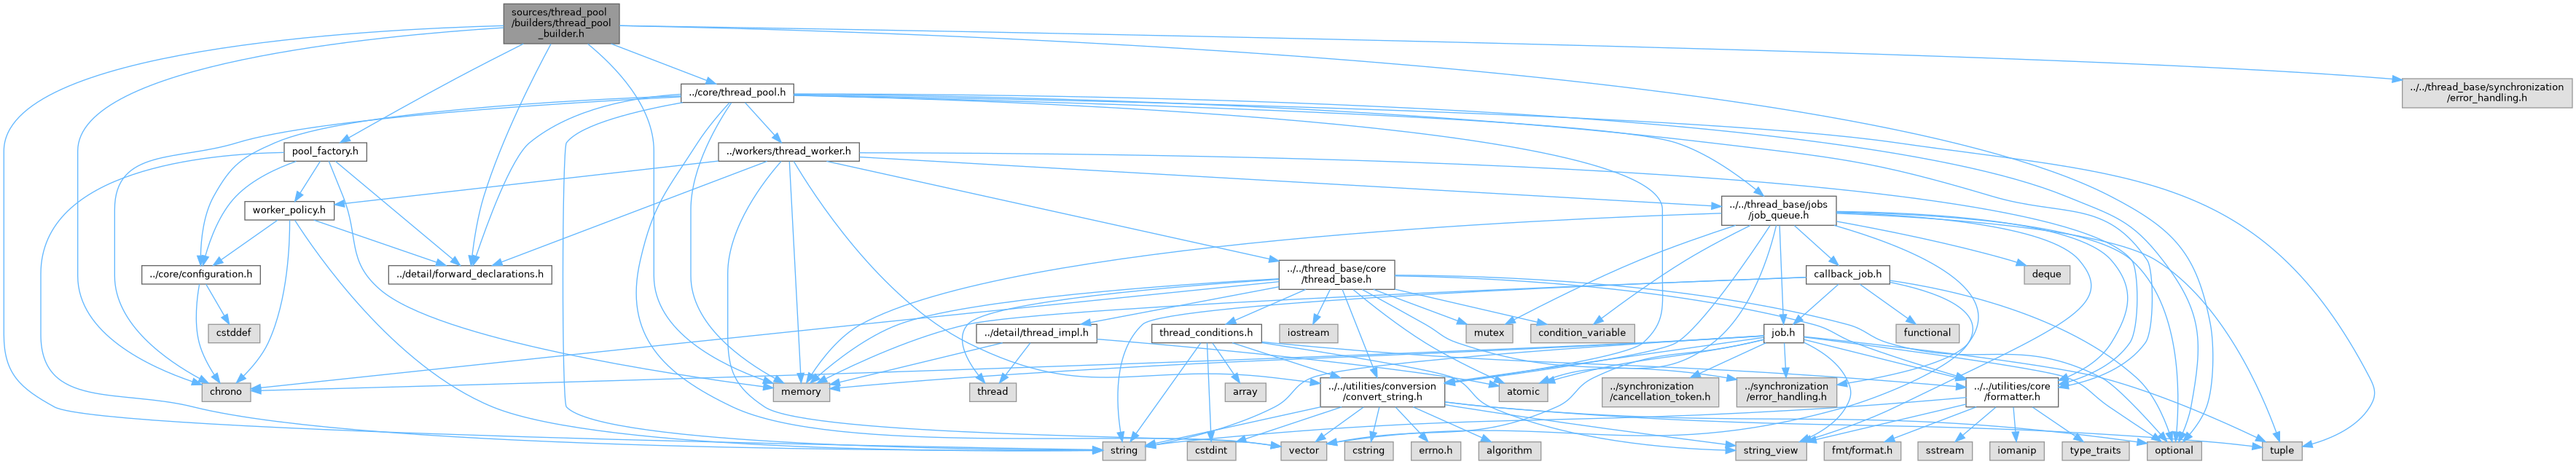 sources/thread_pool
/builders/thread_pool
_builder.h
../core/thread_pool.h
../../thread_base/synchronization
/error_handling.h
pool_factory.h
../workers/thread_worker.h
worker_policy.h
../../thread_base/jobs
/job_queue.h
../core/configuration.h
../detail/forward_declarations.h
../../thread_base/core
/thread_base.h
callback_job.h
deque
cstddef
../detail/thread_impl.h
thread_conditions.h
iostream
mutex
condition_variable
job.h
functional
chrono
memory
thread
array
../../utilities/conversion
/convert_string.h
atomic
../synchronization
/cancellation_token.h
../synchronization
/error_handling.h
../../utilities/core
/formatter.h
string
cstdint
vector
cstring
errno.h
algorithm
string_view
fmt/format.h
sstream
iomanip
type_traits
optional
tuple